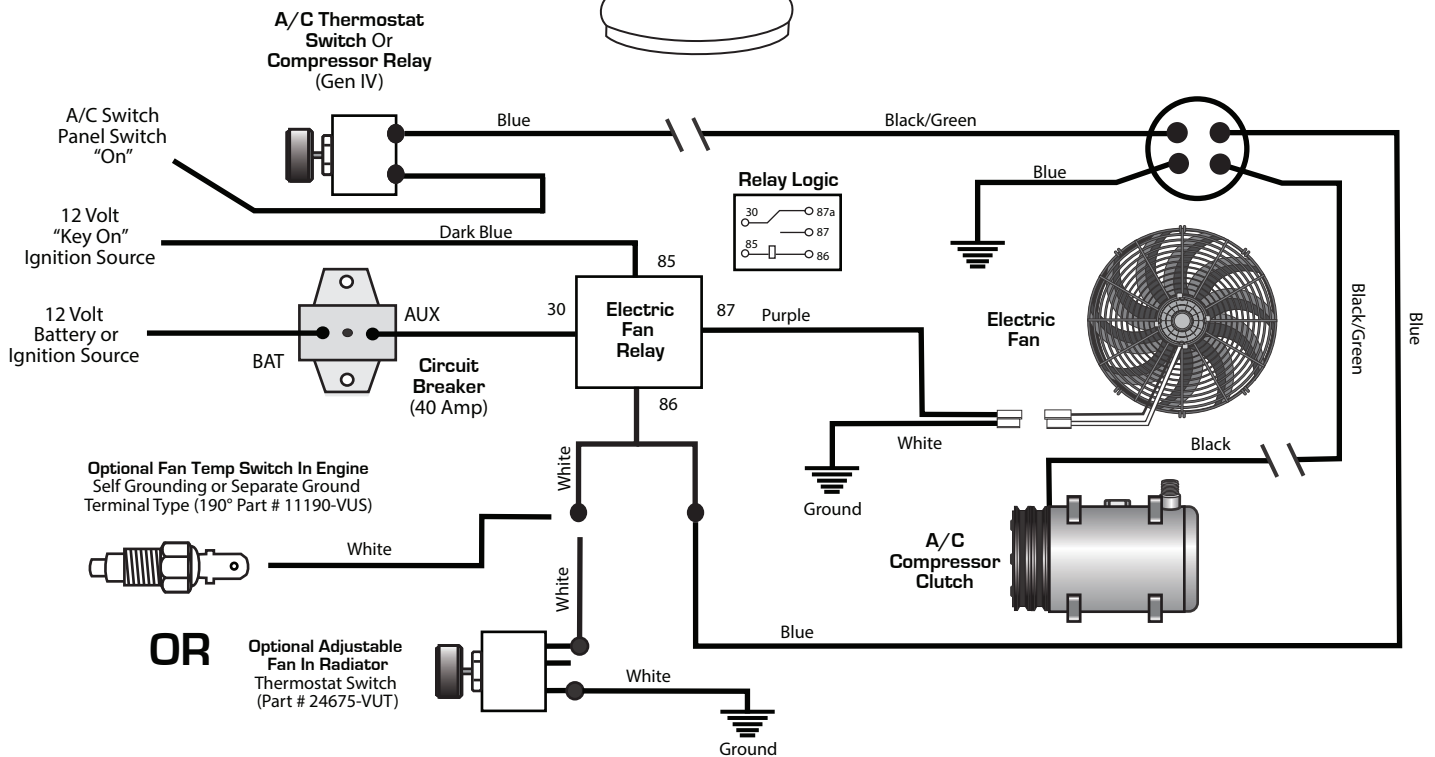 A/C Thermostat
Switch Or
Compressor Relay
(Gen IV)
A/C Switch
Panel Switch
“On”
Blue
Black/Green
Blue
Relay Logic
30
87a
87
85
86
12 Volt
“Key On”
Ignition Source
Dark Blue
85
12 Volt
Battery or
Ignition Source
BAT
AUX
Circuit
Breaker
(40 Amp)
30
Electric
Fan
Relay
87
Purple
86
Electric
Fan
Black/Green
Blue
White
Ground
Black
A/C
Compressor
Clutch
White
Optional Fan Temp Switch In Engine
Self Grounding or Separate Ground
Terminal Type (190° Part # 11190-VUS)
White
White
OR
Optional Adjustable
Fan In Radiator
Thermostat Switch
(Part # 24675-VUT)
Blue
White
Ground